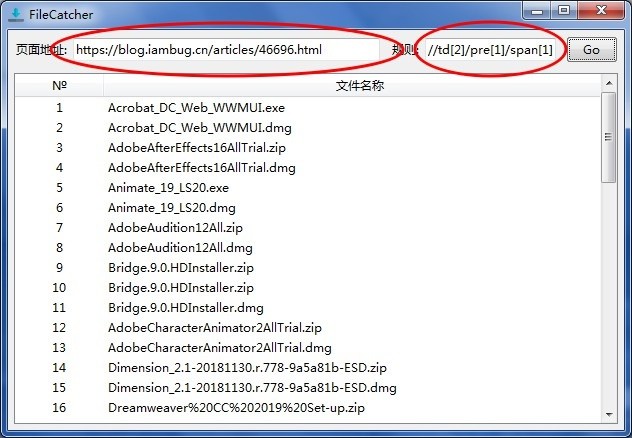 FileCatcher
页面地址: https://blog.iambug.cn/articles/46696.html 规则: //td[2]/pre[1]/span[1] Go
№ 文件名称
1 Acrobat_DC_Web_WWMUI.exe
2 Acrobat_DC_Web_WWMUI.dmg
3 AdobeAfterEffects16AllTrial.zip
4 AdobeAfterEffects16AllTrial.dmg
5 Animate_19_LS20.exe
6 Animate_19_LS20.dmg
7 AdobeAudition12All.zip
8 AdobeAudition12All.dmg
9 Bridge.9.0.HDInstaller.zip
10 Bridge.9.0.HDInstaller.zip
11 Bridge.9.0.HDInstaller.dmg
12 AdobeCharacterAnimator2AllTrial.zip
13 AdobeCharacterAnimator2AllTrial.dmg
14 Dimension_2.1-20181130.r.778-9a5a81b-ESD.zip
15 Dimension_2.1-20181130.r.778-9a5a81b-ESD.dmg
16 Dreamweaver%20CC%202019%20Set-up.zip